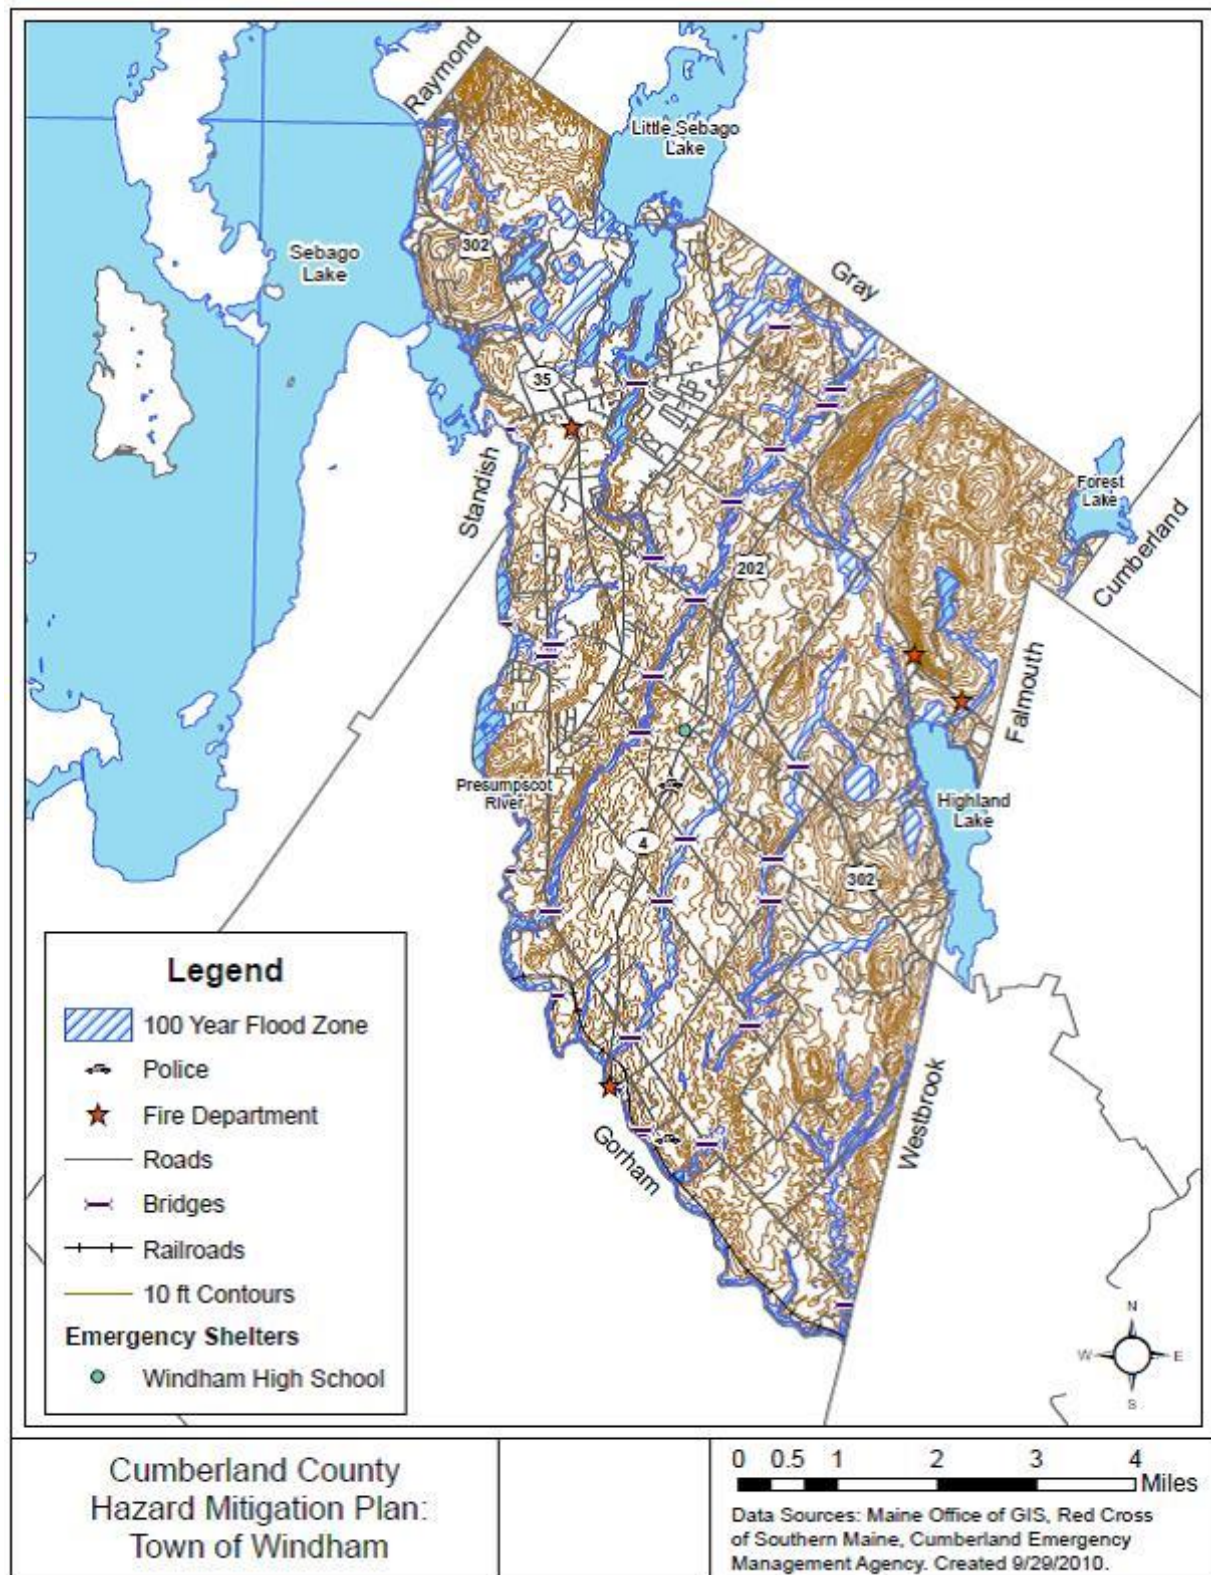 Raymond
Little Sebago
Lake
302
Sebago
Lake
Gray
35
Standish
Forest
Lake
Cumberland
202
Falmouth
Presumpscot
River
Highland
Lake
4
302
Westbrook
Gorham
Legend
100 Year Flood Zone
Police
Fire Department
Roads
Bridges
Railroads
10 ft Contours
Emergency Shelters
Windham High School
N
W E
S
Cumberland County
Hazard Mitigation Plan:
Town of Windham
0 0.5 1 2 3 4
Miles
Data Sources: Maine Office of GIS, Red Cross
of Southern Maine, Cumberland Emergency
Management Agency. Created 9/29/2010.